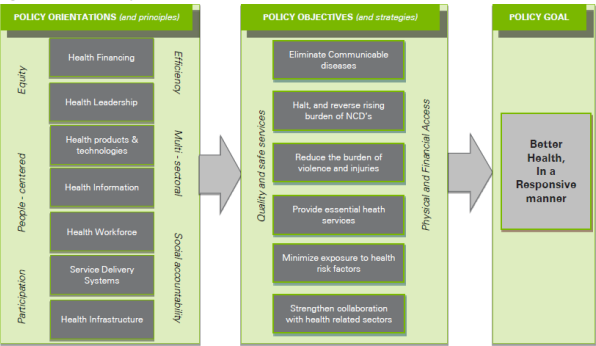 POLICY ORIENTATIONS (and principles)
Equity
People - centered
Participation
Health Financing
Health Leadership
Health products &
technologies
Health Information
Health Workforce
Service Delivery
Systems
Health Infrastructure
Efficiency
Multi - sectoral
Social accountability
POLICY OBJECTIVES (and strategies)
Quality and safe services
Eliminate Communicable
diseases
Halt, and reverse rising
burden of NCD's
Reduce the burden of
violence and injuries
Provide essential heath
services
Minimize exposure to health
risk factors
Strengthen collaboration
with health related sectors
Physical and Financial Access
POLICY GOAL
Better
Health,
In a
Responsive
manner